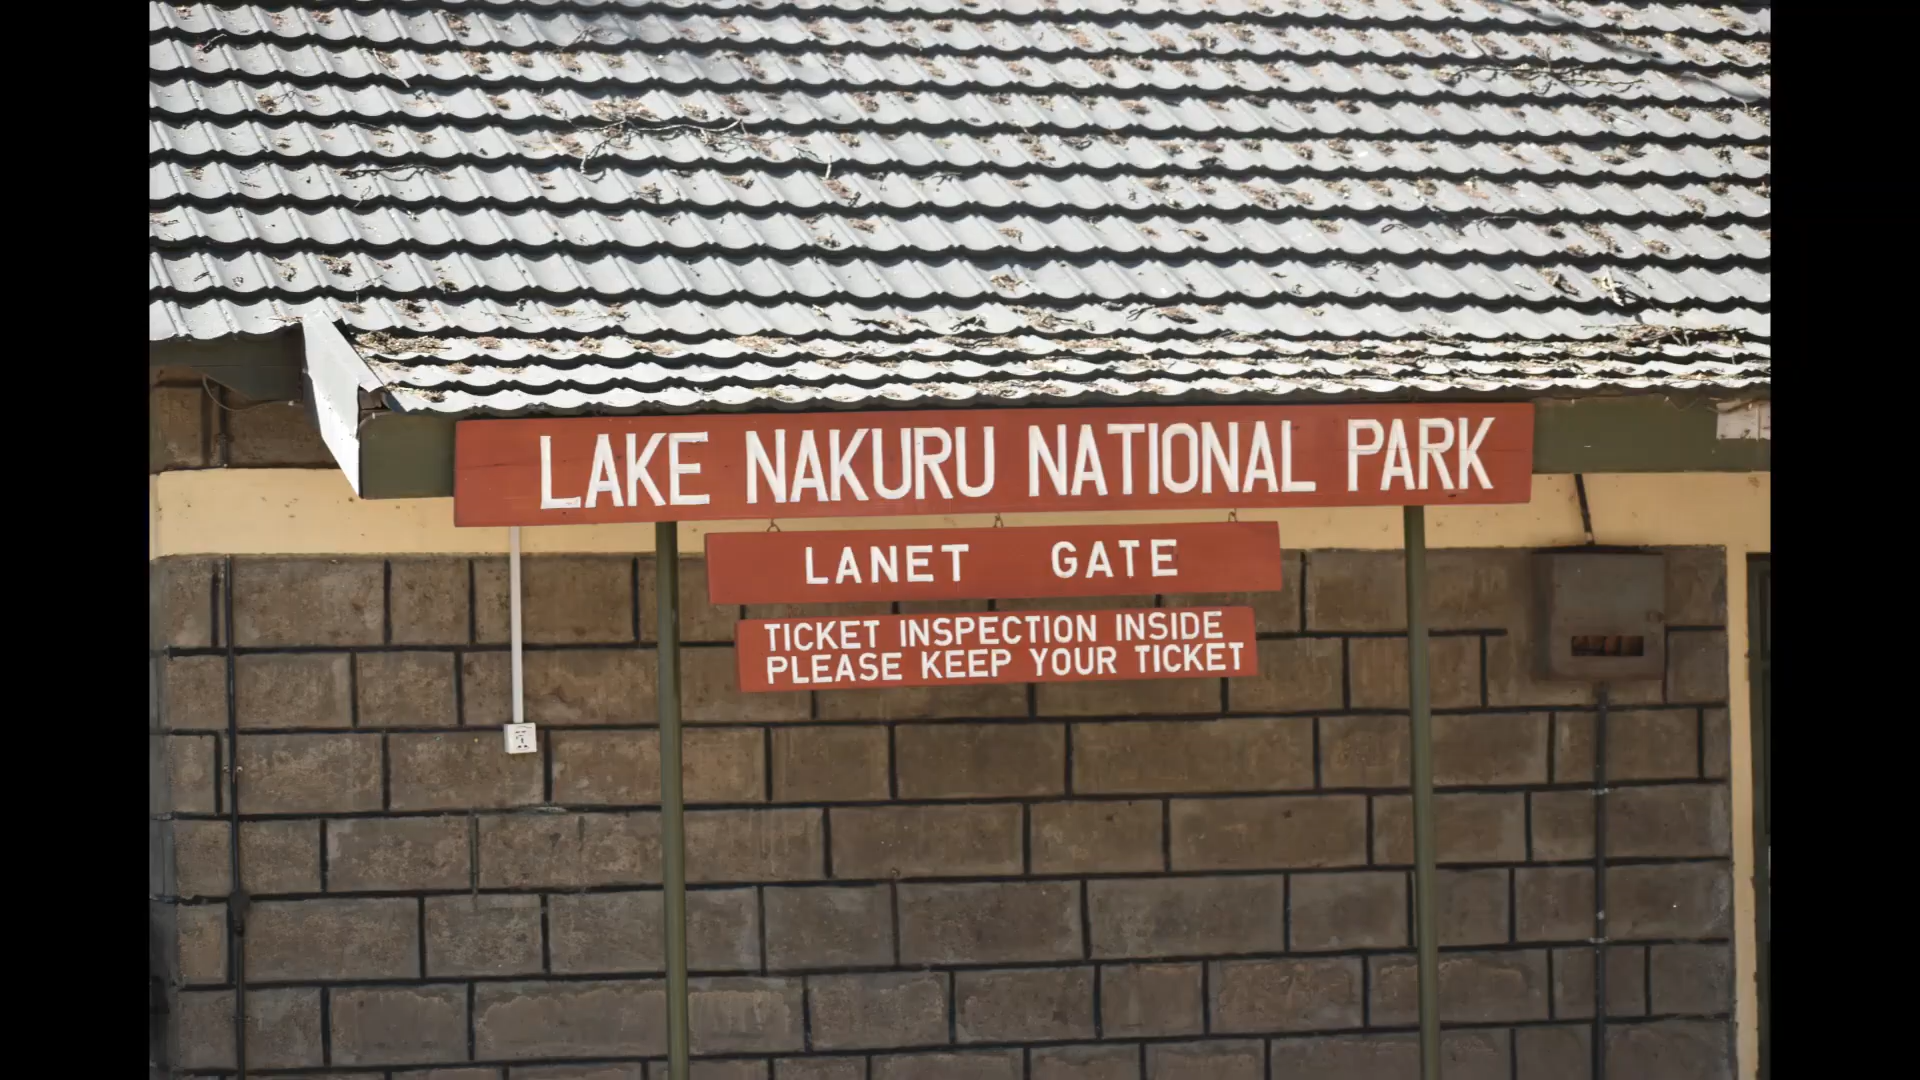 LAKE NAKURU NATIONAL PARK
LANET GATE
TICKET INSPECTION INSIDE
PLEASE KEEP YOUR TICKET